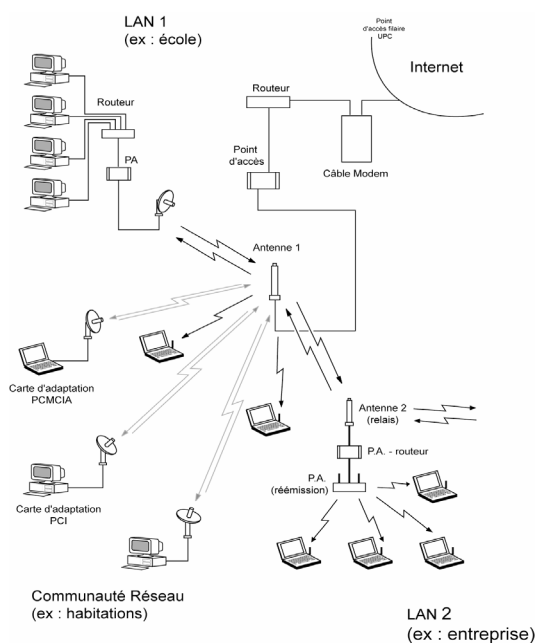 LAN 1
(ex : école)
Point
d'accès filaire
UPC
Internet
Routeur
Routeur
PA
Point
d'accès
Câble Modem
Antenne 1
Carte d'adaptation
PCMCIA
Antenne 2
(relais)
P.A. - routeur
P.A.
(réémission)
Carte d'adaptation
PCI
Communauté Réseau
(ex : habitations)
LAN 2
(ex : entreprise)